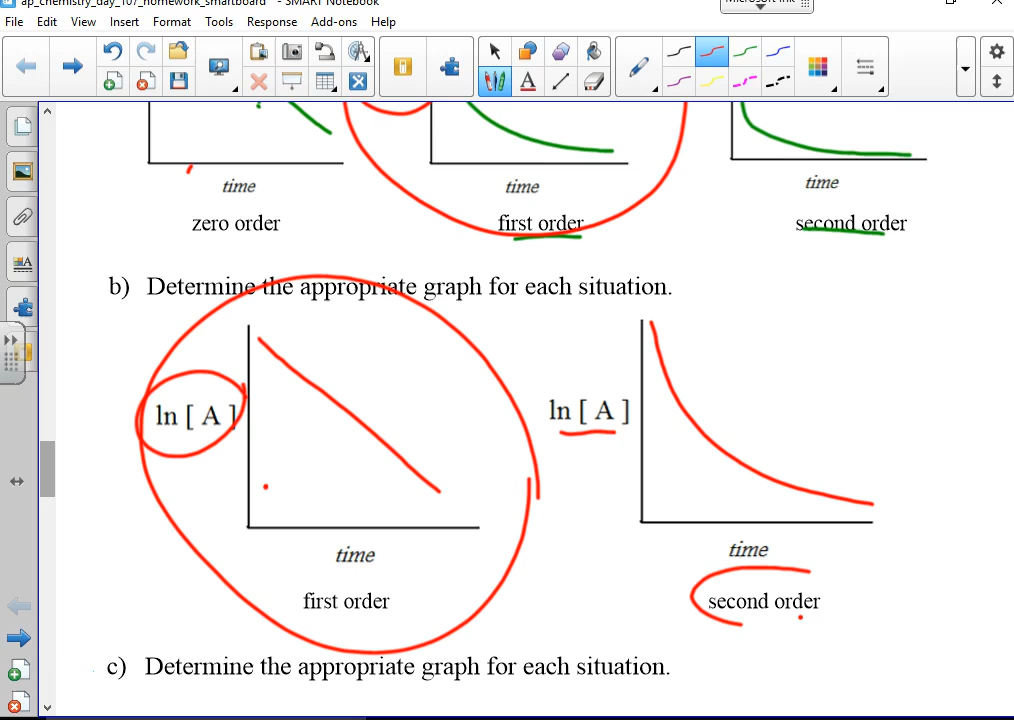 ap_chemistry_day_107_homework_smartboard - SMART Notebook
File Edit View Insert Format Tools Response Add-ons Help
time time time
zero order first order second order
b) Determine the appropriate graph for each situation.
ln [ A ] ln [ A ]
time time
first order second order
c) Determine the appropriate graph for each situation.